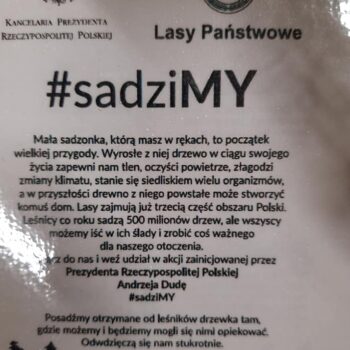 KANCELARIA PREZYDENTA
RZECZYPOSPOLITEJ POLSKIEJ
Lasy Państwowe
#sadziMY
Mała sadzonka, którą masz w rękach, to początek
wielkiej przygody. Wyrosłe z niej drzewo w ciągu swojego
życia zapewni nam tlen, oczyści powietrze, złagodzi
zmiany klimatu, stanie się siedliskiem wielu organizmów,
a w przyszłości drewno z niego powstałe może stworzyć
komuś dom. Lasy zajmują już trzecią część obszaru Polski.
Leśnicy co roku sadzą 500 milionów drzew, ale wszyscy
możemy iść w ich ślady i zrobić coś ważnego
dla naszego otoczenia.
do nas i weź udział w akcji zainicjowanej przez
Prezydenta Rzeczypospolitej Polskiej
Andrzeja Dudę
#sadziMY
Posadźmy otrzymane od leśników drzewka tam,
gdzie możemy i będziemy mogli się nimi opiekować.
Odwdzięczą się nam stukrotnie.